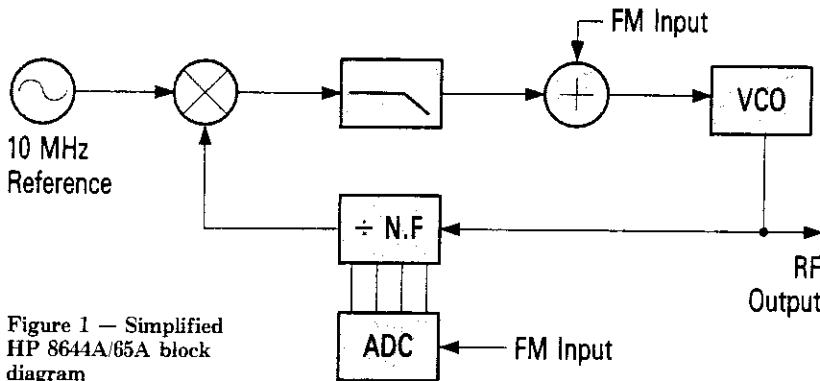 FM Input
VCO
10 MHz
Reference
÷ N.F
RF
Output
ADC
FM Input
Figure 1 — Simplified
HP 8644A/65A block
diagram